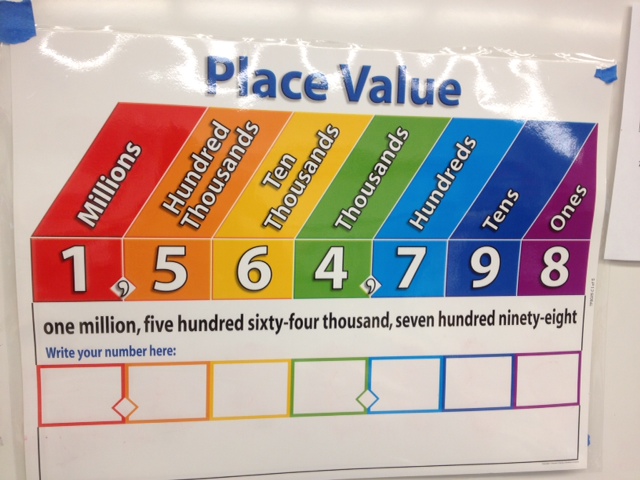 Place Value
Millions
Hundred
Thousands
Ten
Thousands
Thousands
Hundreds
Tens
Ones
1,564,798
one million, five hundred sixty-four thousand, seven hundred ninety-eight
Write your number here: